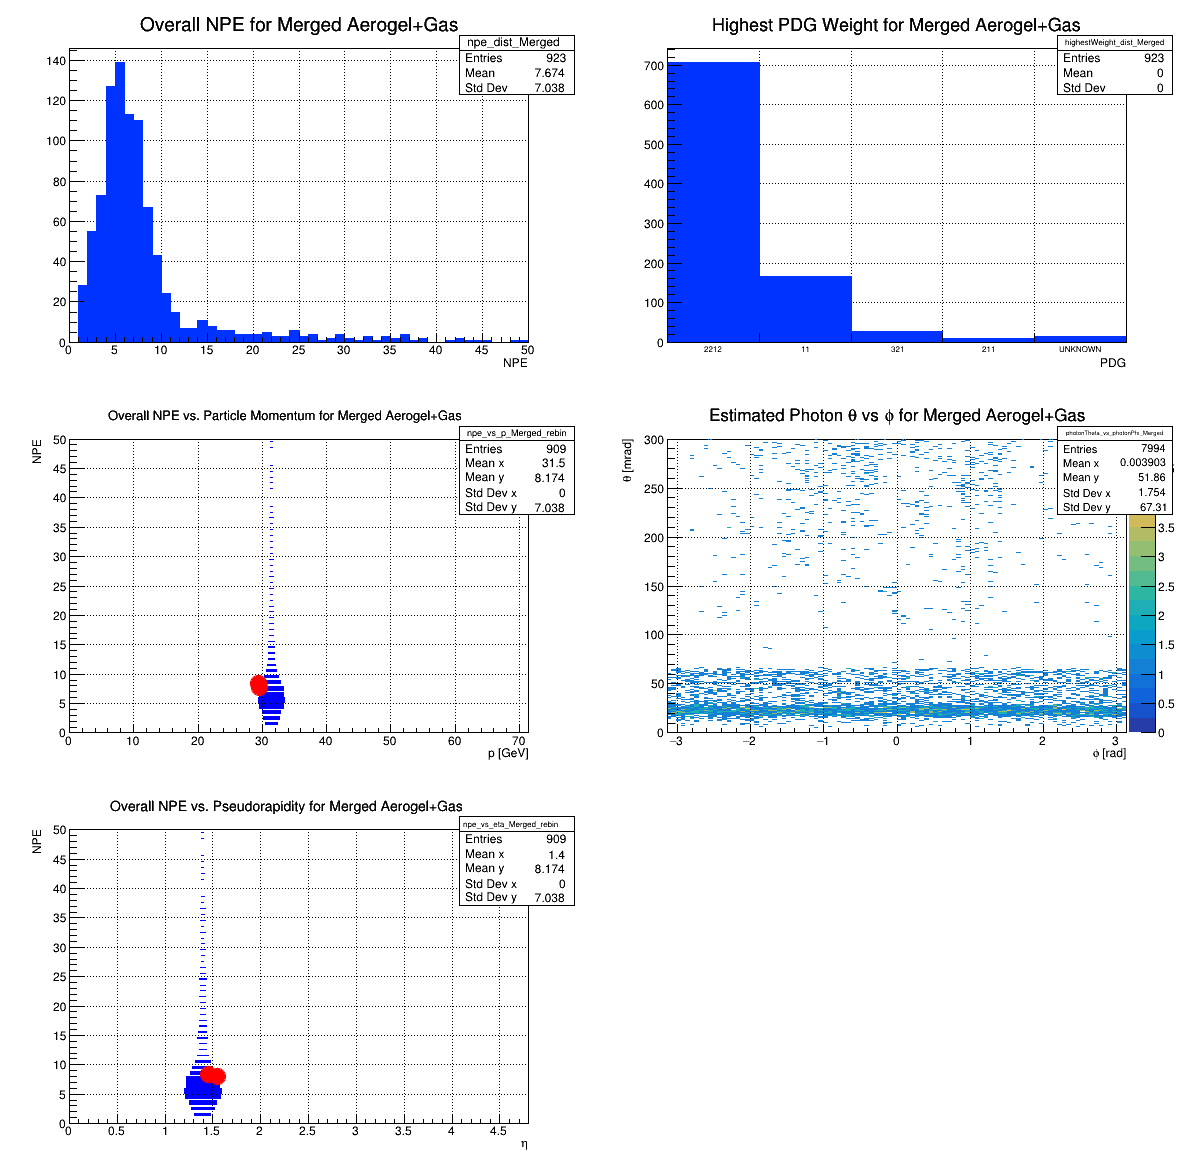 Overall NPE for Merged Aerogel+Gas
npe_dist_Merged
Entries 923
Mean 7.674
Std Dev 7.038
140
120
100
80
60
40
20
0
0 5 10 15 20 25 30 35 40 45 50
NPE
Highest PDG Weight for Merged Aerogel+Gas
highestWeight_dist_Merged
Entries 923
Mean 0
Std Dev 0
700
600
500
400
300
200
100
0
2212 11 321 211 UNKNOWN
PDG
Overall NPE vs. Particle Momentum for Merged Aerogel+Gas
npe_vs_p_Merged_rebin
Entries 909
Mean x 31.5
Mean y 8.174
Std Dev x 0
Std Dev y 7.038
NPE
50
45
40
35
30
25
20
15
10
5
0
0 10 20 30 40 50 60 70
p [GeV]
Estimated Photon θ vs ϕ for Merged Aerogel+Gas
photonTheta_vs_photonPhi_Merged
Entries 7994
Mean x 0.003903
Mean y 51.86
Std Dev x 1.754
Std Dev y 67.31
θ [mrad]
300
250
200
150
100
50
0
−3 −2 −1 0 1 2 3
ϕ [rad]
3.5
3
2.5
2
1.5
1
0.5
0
Overall NPE vs. Pseudorapidity for Merged Aerogel+Gas
npe_vs_eta_Merged_rebin
Entries 909
Mean x 1.4
Mean y 8.174
Std Dev x 0
Std Dev y 7.038
NPE
50
45
40
35
30
25
20
15
10
5
0
0 0.5 1 1.5 2 2.5 3 3.5 4 4.5
η